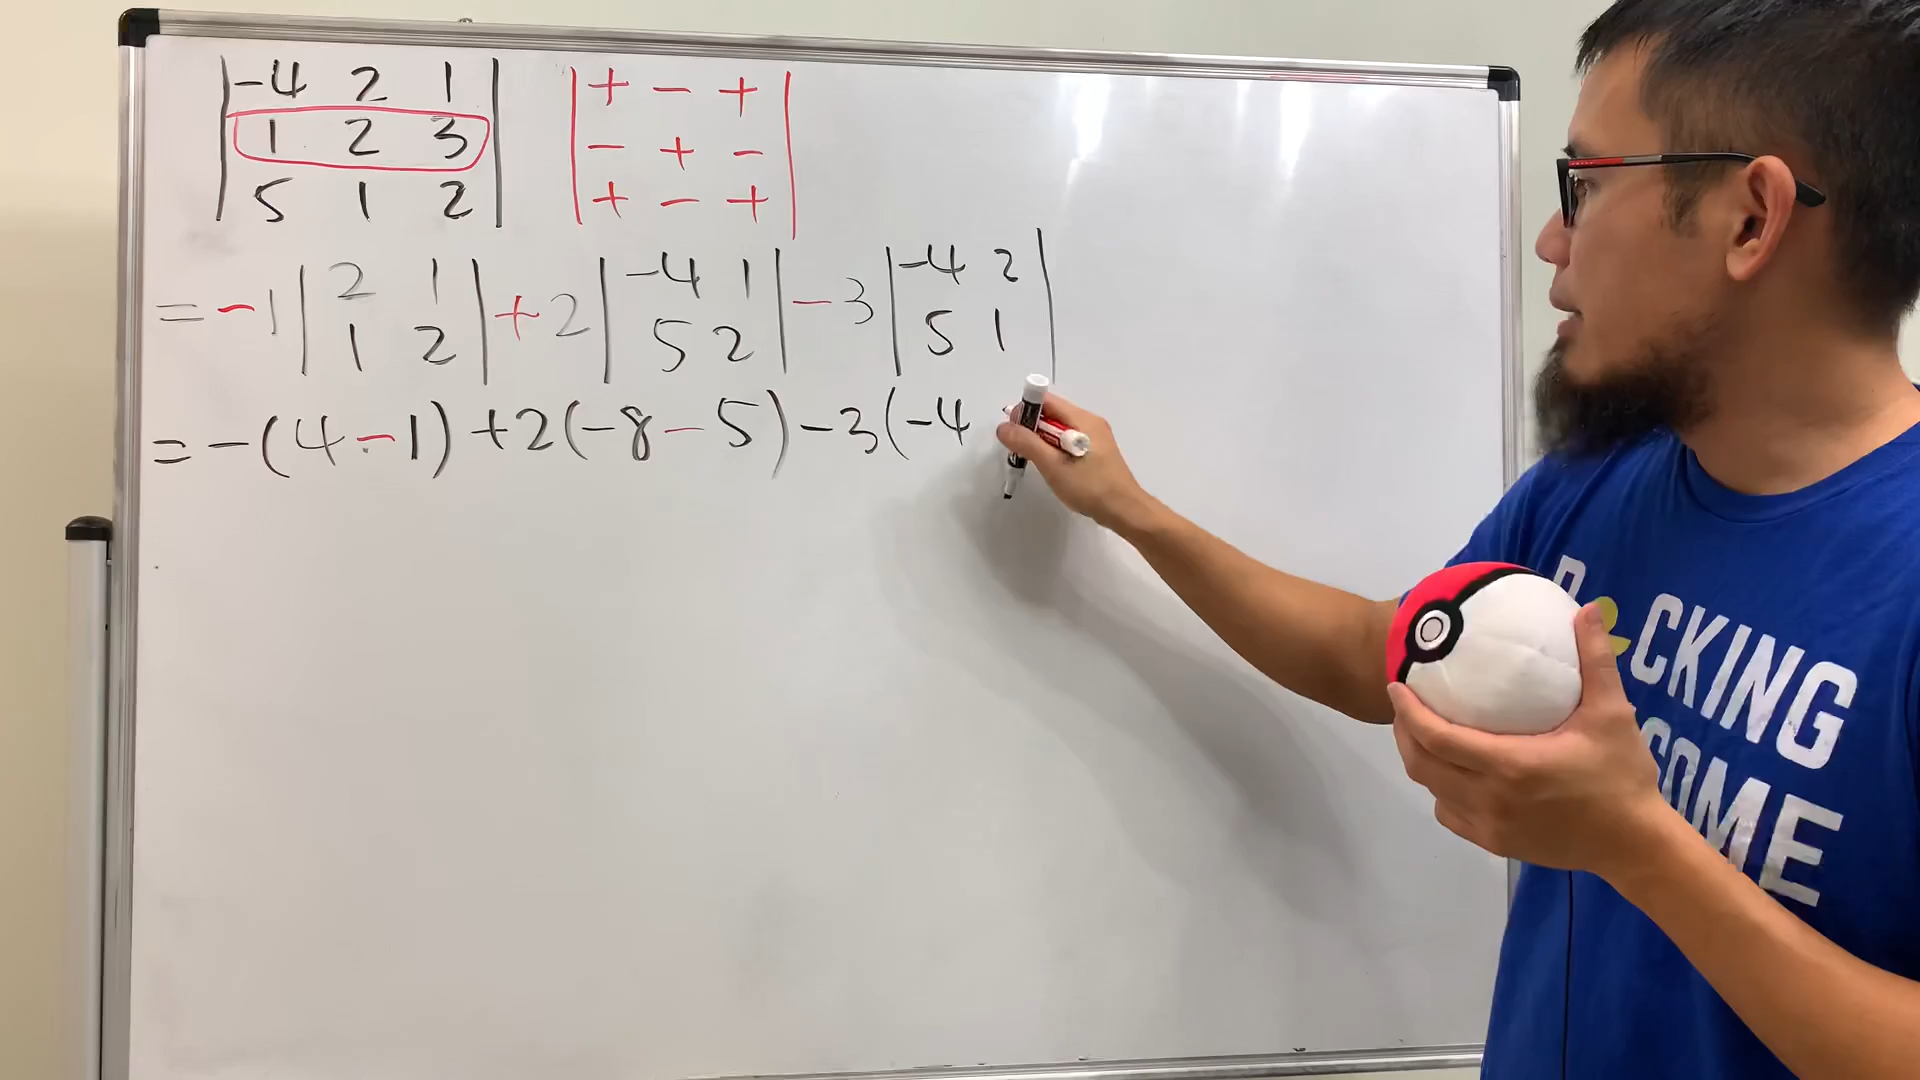 |-4 2 1| |+ - +|
|1 2 3| |- + -|
|5 1 2| |+ - +|
= -1 |2 1| +2 |-4 1| -3 |-4 2|
|1 2| |5 2| |5 1|
= -(4-1) +2(-8-5) -3(-4
CKING
OME